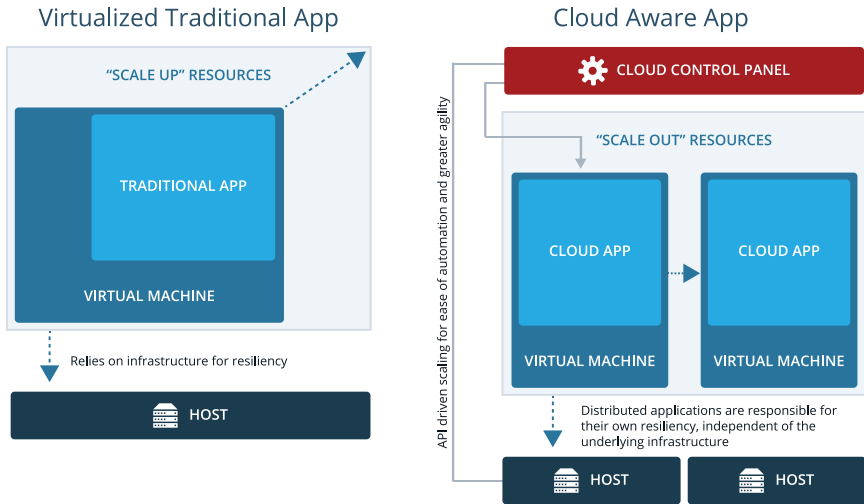 Virtualized Traditional App
“SCALE UP” RESOURCES
TRADITIONAL APP
VIRTUAL MACHINE
Relies on infrastructure for resiliency
HOST
Cloud Aware App
CLOUD CONTROL PANEL
API driven scaling for ease of automation and greater agility
“SCALE OUT” RESOURCES
CLOUD APP
CLOUD APP
VIRTUAL MACHINE
VIRTUAL MACHINE
Distributed applications are responsible for
their own resiliency, independent of the
underlying infrastructure
HOST
HOST